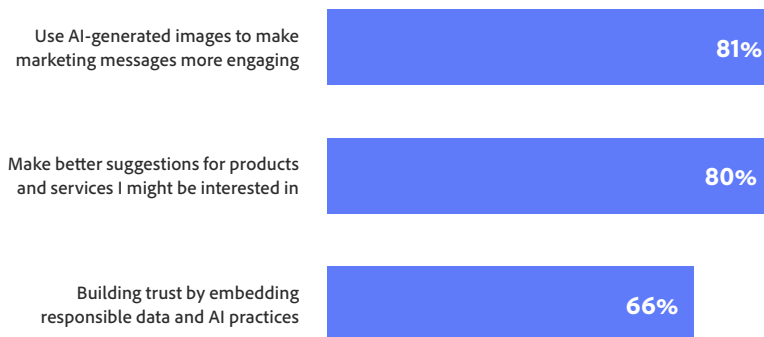 Use AI-generated images to make
marketing messages more engaging
81%
Make better suggestions for products
and services I might be interested in
80%
Building trust by embedding
responsible data and AI practices
66%